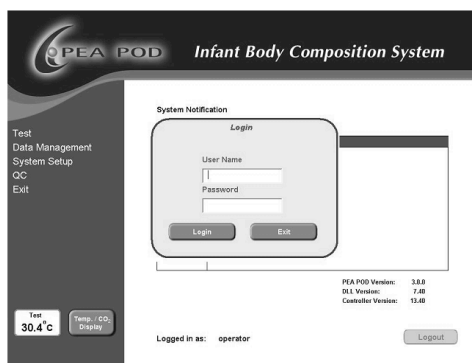 PEA POD Infant Body Composition System
System Notification
Login
User Name
Password
Login Exit
Test
Data Management
System Setup
QC
Exit
PEA POD Version: 3.0.0
DLL Version: 7.40
Controller Version: 13.40
Test
30.4°C
Temp. / CO₂
Display
Logged in as: operator
Logout